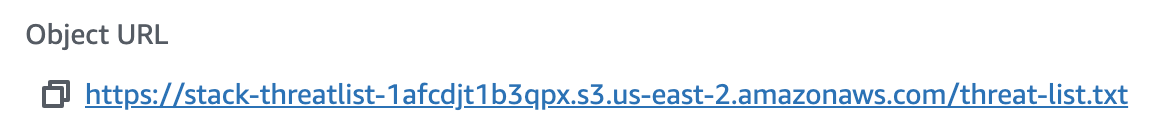 Object URL
https://stack-threatlist-1afcdjt1b3qpx.s3.us-east-2.amazonaws.com/threat-list.txt